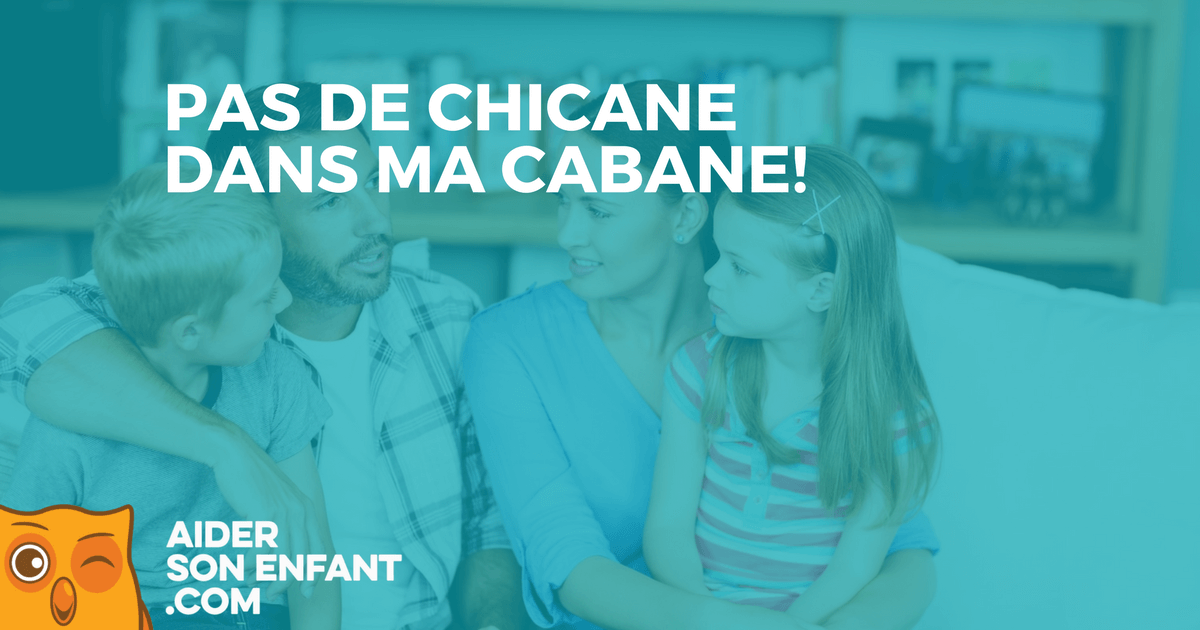 PAS DE CHICANE
DANS MA CABANE!
AIDER
SON ENFANT
.COM